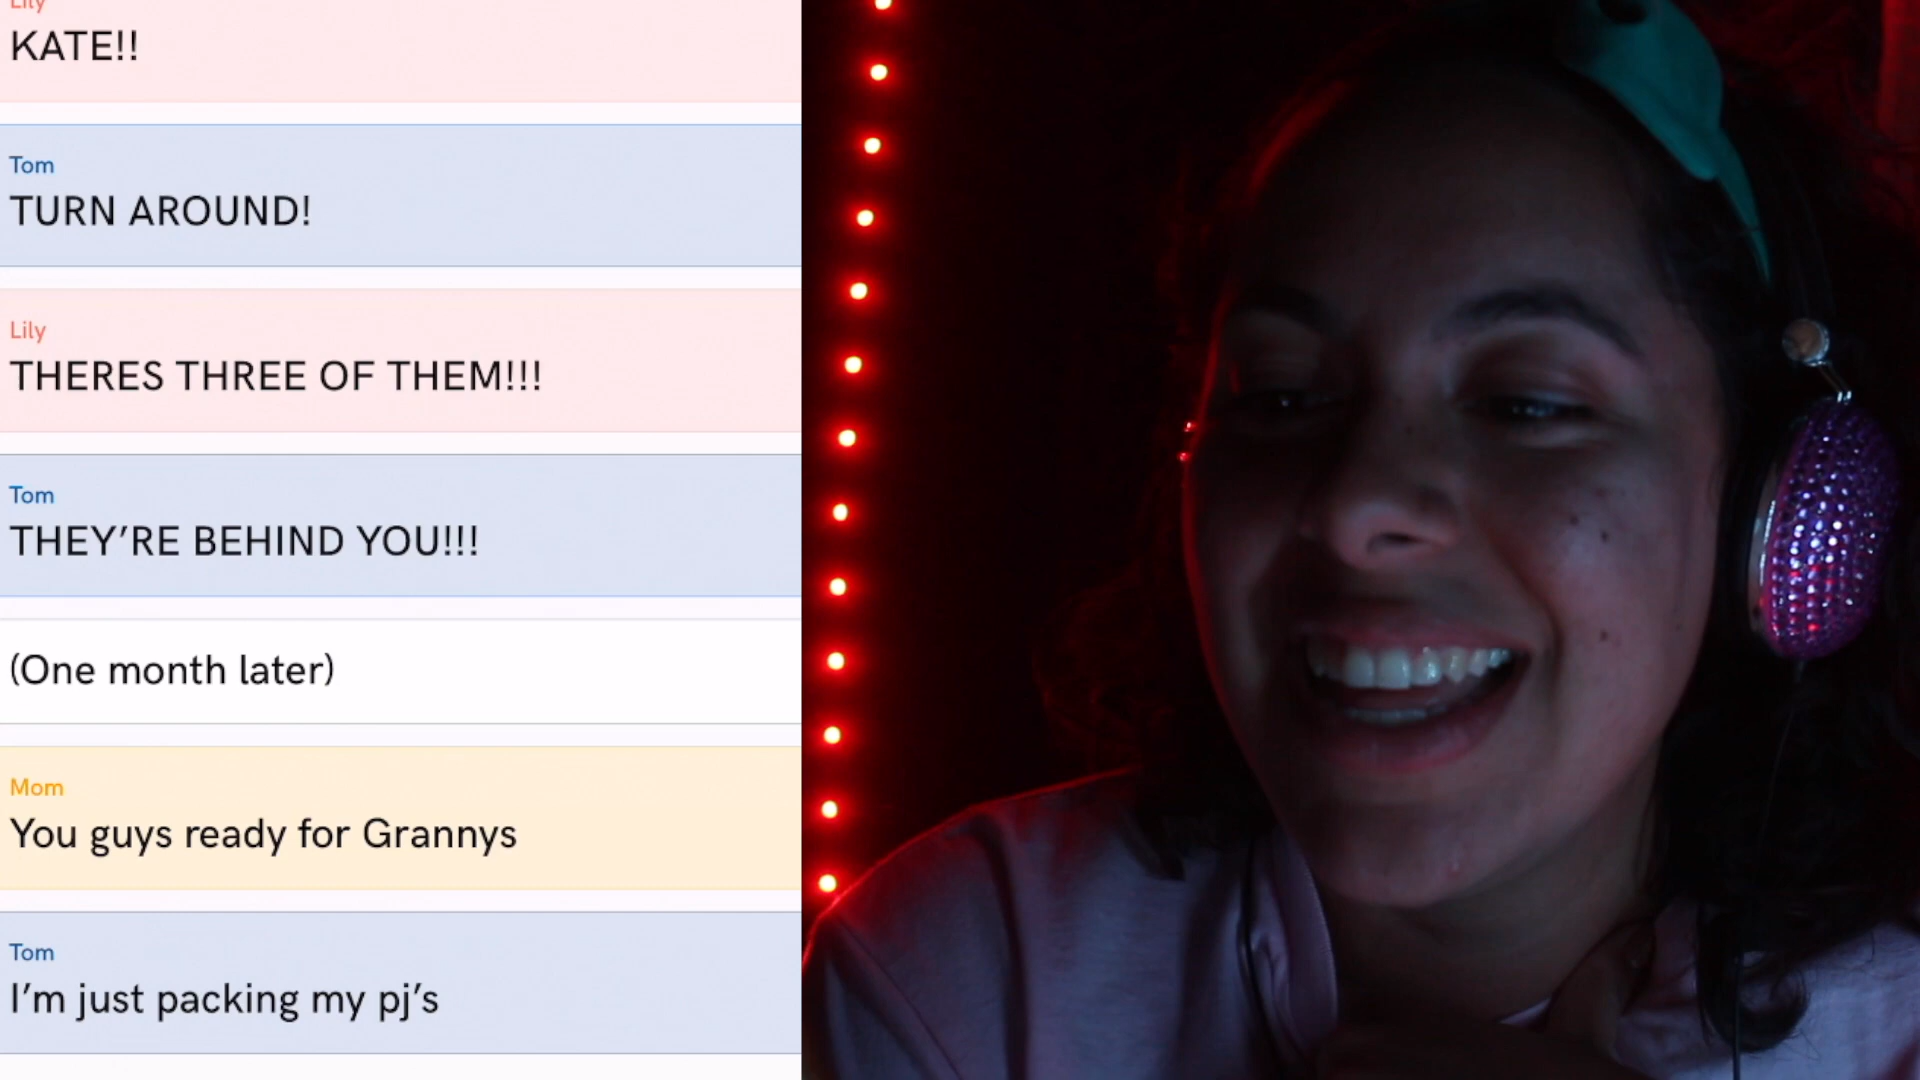 Lily
KATE!!
Tom
TURN AROUND!
Lily
THERES THREE OF THEM!!!
Tom
THEY’RE BEHIND YOU!!!
(One month later)
Mom
You guys ready for Grannys
Tom
I’m just packing my pj’s